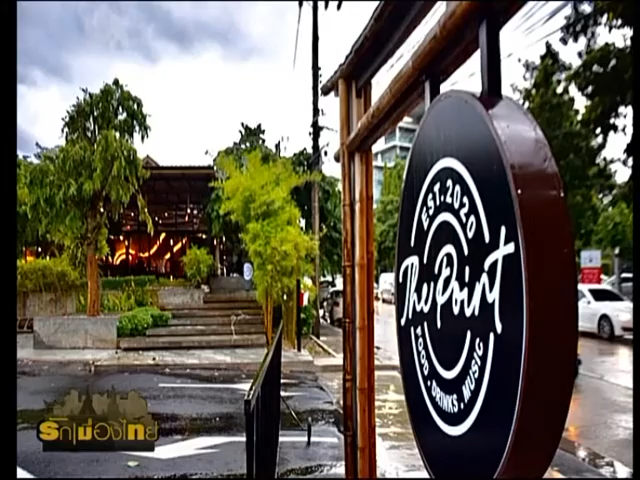 EST. 2020
The Point
FOOD . DRINKS . MUSIC
รักเมืองไทย